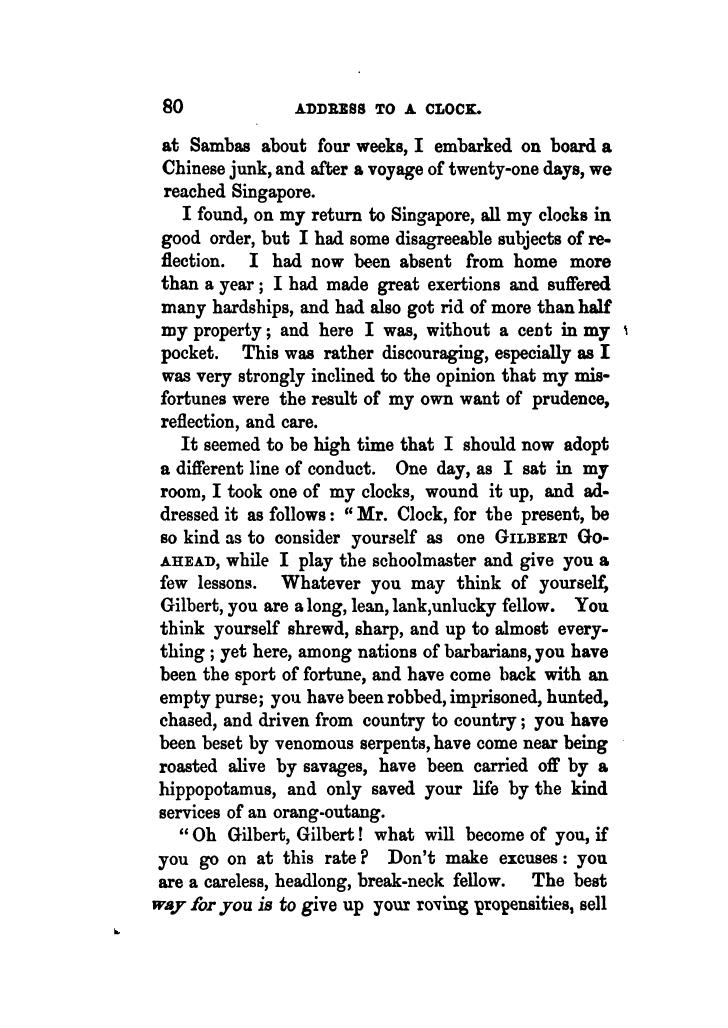 80 ADDRESS TO A CLOCK.
at Sambas about four weeks, I embarked on board a
Chinese junk, and after a voyage of twenty-one days, we
reached Singapore.
I found, on my return to Singapore, all my clocks in
good order, but I had some disagreeable subjects of re-
flection. I had now been absent from home more
than a year; I had made great exertions and suffered
many hardships, and had also got rid of more than half
my property; and here I was, without a cent in my
pocket. This was rather discouraging, especially as I
was very strongly inclined to the opinion that my mis-
fortunes were the result of my own want of prudence,
reflection, and care.
It seemed to be high time that I should now adopt
a different line of conduct. One day, as I sat in my
room, I took one of my clocks, wound it up, and ad-
dressed it as follows: "Mr. Clock, for the present, be
so kind as to consider yourself as one GILBERT GO-
AHEAD, while I play the schoolmaster and give you a
few lessons. Whatever you may think of yourself,
Gilbert, you are a long, lean, lank, unlucky fellow. You
think yourself shrewd, sharp, and up to almost every-
thing; yet here, among nations of barbarians, you have
been the sport of fortune, and have come back with an
empty purse; you have been robbed, imprisoned, hunted,
chased, and driven from country to country; you have
been beset by venomous serpents, have come near being
roasted alive by savages, have been carried off by a
hippopotamus, and only saved your life by the kind
services of an orang-outang.
"Oh Gilbert, Gilbert! what will become of you, if
you go on at this rate? Don't make excuses: you
are a careless, headlong, break-neck fellow. The best
way for you is to give up your roving propensities, sell